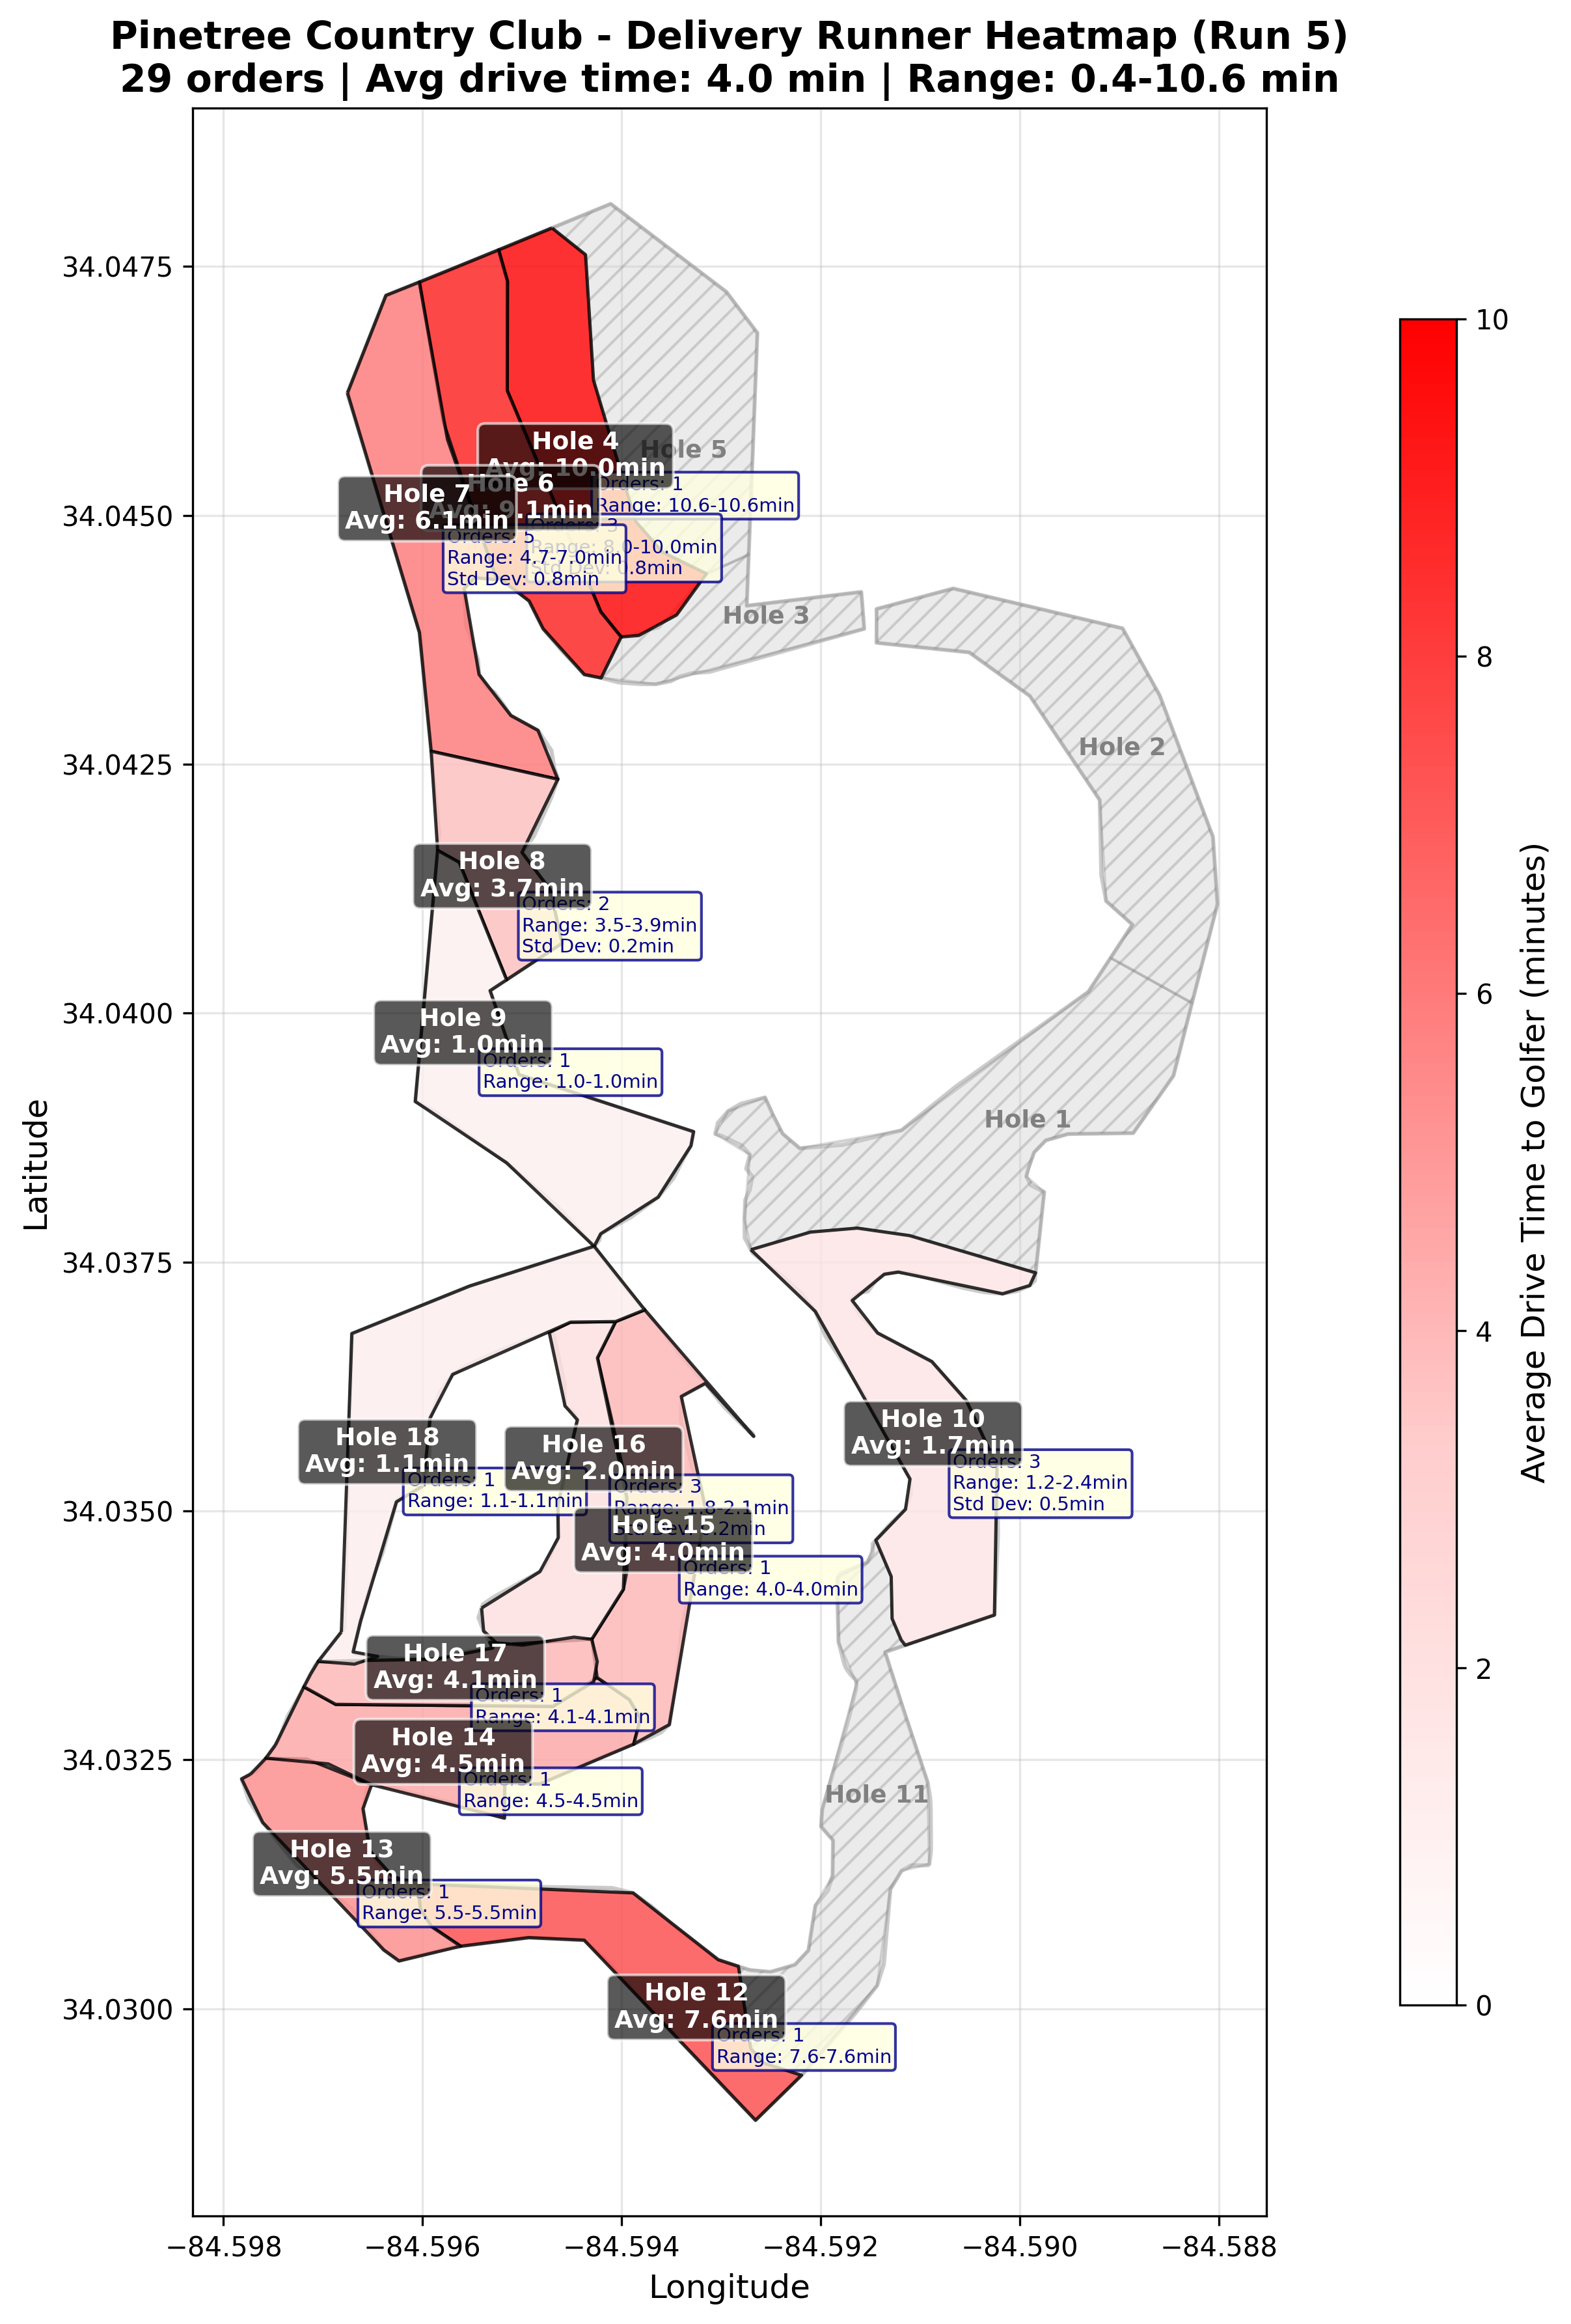 Pinetree Country Club - Delivery Runner Heatmap (Run 5)
29 orders | Avg drive time: 4.0 min | Range: 0.4-10.6 min
34.0475
34.0450
34.0425
34.0400
34.0375
34.0350
34.0325
34.0300
Latitude
−84.598
−84.596
−84.594
−84.592
−84.590
−84.588
Longitude
10
8
6
4
2
0
Average Drive Time to Golfer (minutes)
Hole 5
Hole 4
Avg: 10.0min
Orders: 1
Range: 10.6-10.6min
Hole 6
Avg: 9.1min
Orders: 3
Range: 8.0-10.0min
Std Dev: 0.8min
Hole 7
Avg: 6.1min
Orders: 5
Range: 4.7-7.0min
Std Dev: 0.8min
Hole 3
Hole 2
Hole 8
Avg: 3.7min
Orders: 2
Range: 3.5-3.9min
Std Dev: 0.2min
Hole 9
Avg: 1.0min
Orders: 1
Range: 1.0-1.0min
Hole 1
Hole 10
Avg: 1.7min
Orders: 3
Range: 1.2-2.4min
Std Dev: 0.5min
Hole 18
Avg: 1.1min
Orders: 1
Range: 1.1-1.1min
Hole 16
Avg: 2.0min
Orders: 3
Range: 1.8-2.1min
Std Dev: 0.2min
Hole 15
Avg: 4.0min
Orders: 1
Range: 4.0-4.0min
Hole 17
Avg: 4.1min
Orders: 1
Range: 4.1-4.1min
Hole 14
Avg: 4.5min
Orders: 1
Range: 4.5-4.5min
Hole 11
Hole 13
Avg: 5.5min
Orders: 1
Range: 5.5-5.5min
Hole 12
Avg: 7.6min
Orders: 1
Range: 7.6-7.6min